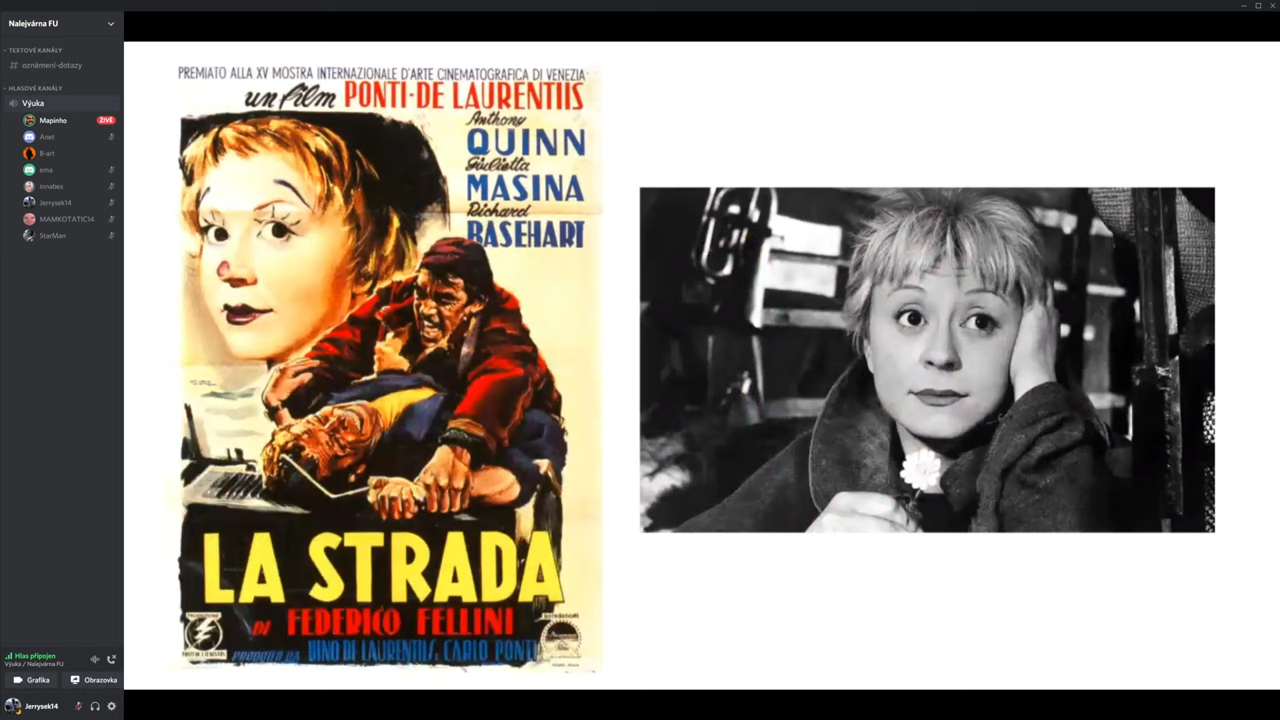 Nalejvárna FU
TEXTOVÉ KANÁLY
# oznámení-dotazy
HLASOVÉ KANÁLY
Výuka
Mapinho ŽIVĚ
Anet
B-art
ema
innabex
Jerrysek14
MAMKOTATIC14
StarMan
Hlas připojen
Výuka / Nalejvárna FU
Grafika Obrazovka
Jerrysek14
PREMIATO ALLA XV MOSTRA INTERNAZIONALE D'ARTE CINEMATOGRAFICA DI VENEZIA
un film PONTI-DE LAURENTIIS
Anthony
QUINN
Giulietta
MASINA
Richard
BASEHART
LA STRADA
DI FEDERICO FELLINI
PRODOTTO DA DINO DE LAURENTIIS, CARLO PONTI